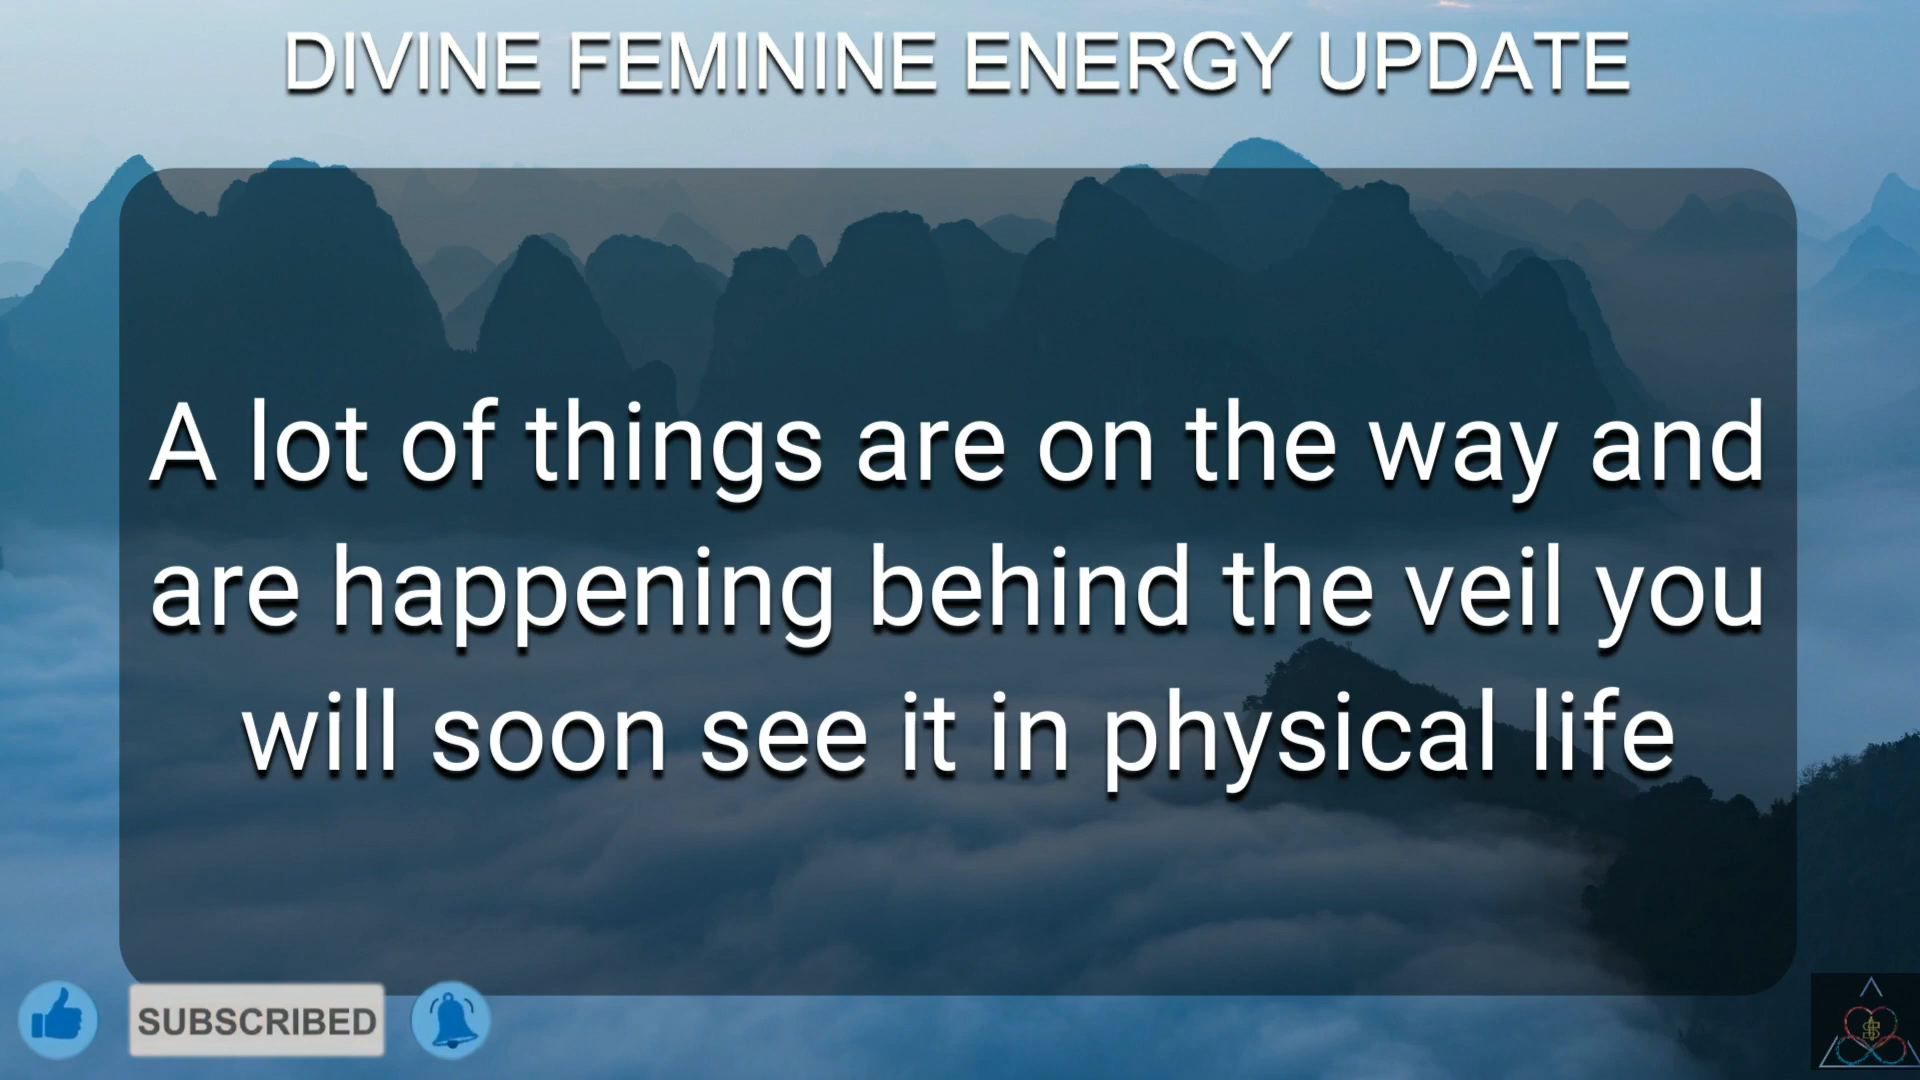 DIVINE FEMININE ENERGY UPDATE
A lot of things are on the way and
are happening behind the veil you
will soon see it in physical life
SUBSCRIBED